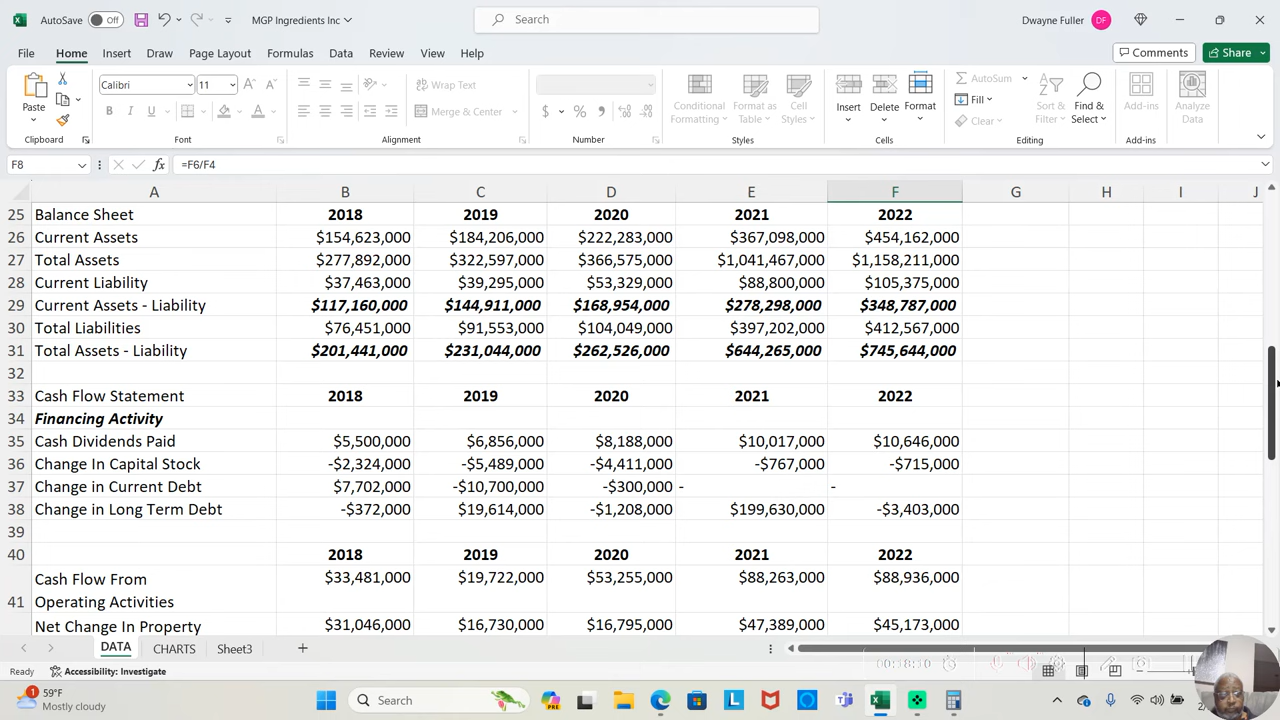 AutoSave Off MGP Ingredients Inc Search Dwayne Fuller DF
File Home Insert Draw Page Layout Formulas Data Review View Help Comments Share
Paste Calibri 11 Wrap Text Merge & Center Conditional Formatting Format as Table Cell Styles Insert Delete Format AutoSum Fill Clear Sort & Filter Find & Select Add-ins Analyze Data
Clipboard Font Alignment Number Styles Cells Editing Add-ins
F8 =F6/F4
A B C D E F G H I J
25 Balance Sheet 2018 2019 2020 2021 2022
26 Current Assets $154,623,000 $184,206,000 $222,283,000 $367,098,000 $454,162,000
27 Total Assets $277,892,000 $322,597,000 $366,575,000 $1,041,467,000 $1,158,211,000
28 Current Liability $37,463,000 $39,295,000 $53,329,000 $88,800,000 $105,375,000
29 Current Assets - Liability $117,160,000 $144,911,000 $168,954,000 $278,298,000 $348,787,000
30 Total Liabilities $76,451,000 $91,553,000 $104,049,000 $397,202,000 $412,567,000
31 Total Assets - Liability $201,441,000 $231,044,000 $262,526,000 $644,265,000 $745,644,000
32
33 Cash Flow Statement 2018 2019 2020 2021 2022
34 Financing Activity
35 Cash Dividends Paid $5,500,000 $6,856,000 $8,188,000 $10,017,000 $10,646,000
36 Change In Capital Stock -$2,324,000 -$5,489,000 -$4,411,000 -$767,000 -$715,000
37 Change in Current Debt $7,702,000 -$10,700,000 -$300,000 - -
38 Change in Long Term Debt -$372,000 $19,614,000 -$1,208,000 $199,630,000 -$3,403,000
39
40 2018 2019 2020 2021 2022
Cash Flow From $33,481,000 $19,722,000 $53,255,000 $88,263,000 $88,936,000
41 Operating Activities
Net Change In Property $31,046,000 $16,730,000 $16,795,000 $47,389,000 $45,173,000
DATA CHARTS Sheet3
Ready Accessibility: Investigate 00:18:10
59°F
Mostly cloudy
Search